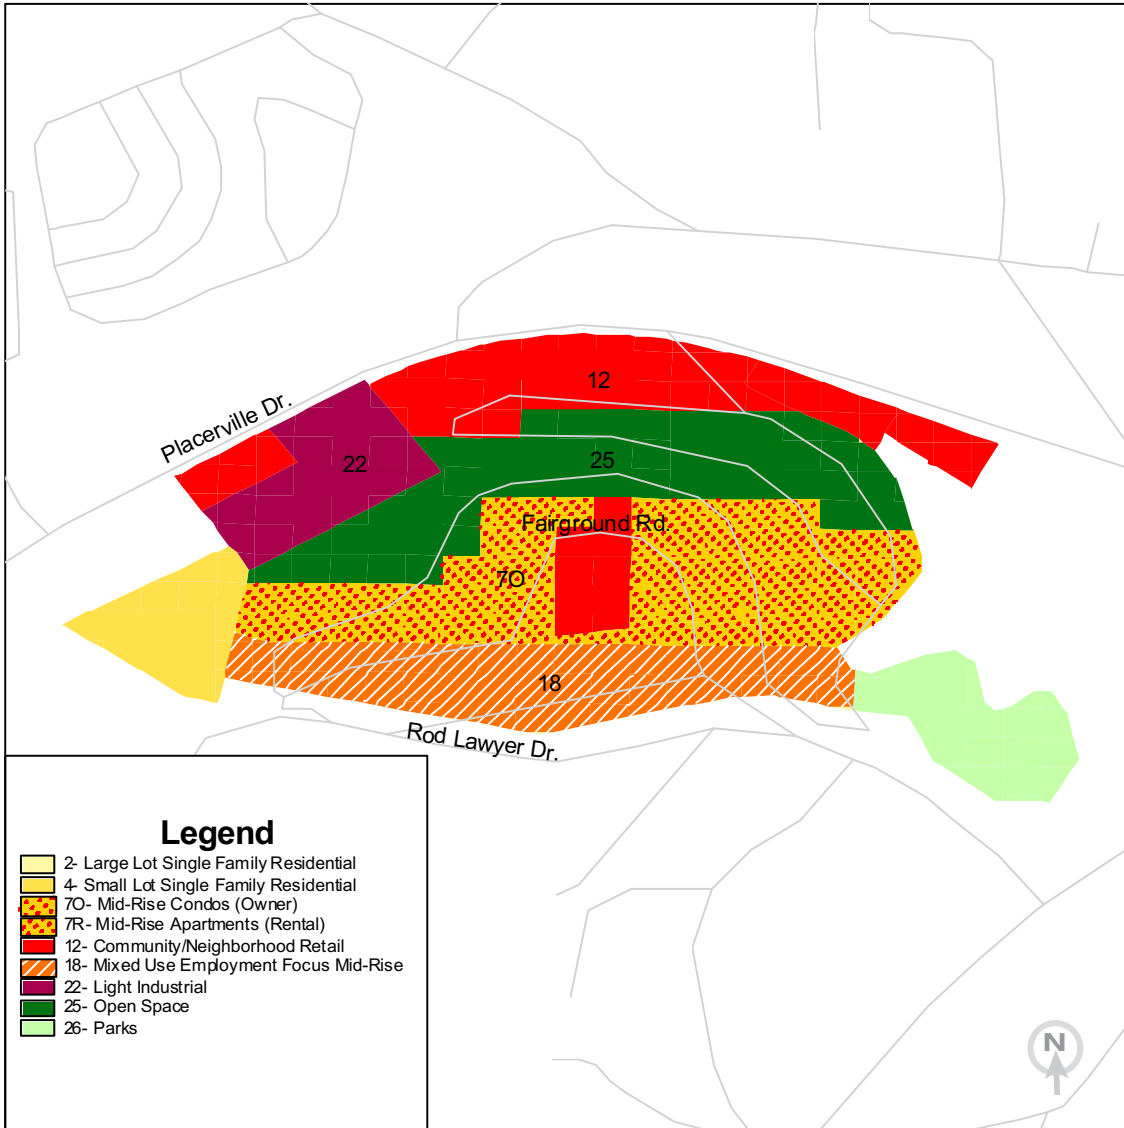 12
Placerville Dr.
22
25
Fairground Rd.
7O
18
Rod Lawyer Dr.
Legend
2- Large Lot Single Family Residential
4- Small Lot Single Family Residential
7O- Mid-Rise Condos (Owner)
7R- Mid-Rise Apartments (Rental)
12- Community/Neighborhood Retail
18- Mixed Use Employment Focus Mid-Rise
22- Light Industrial
25- Open Space
26- Parks
N